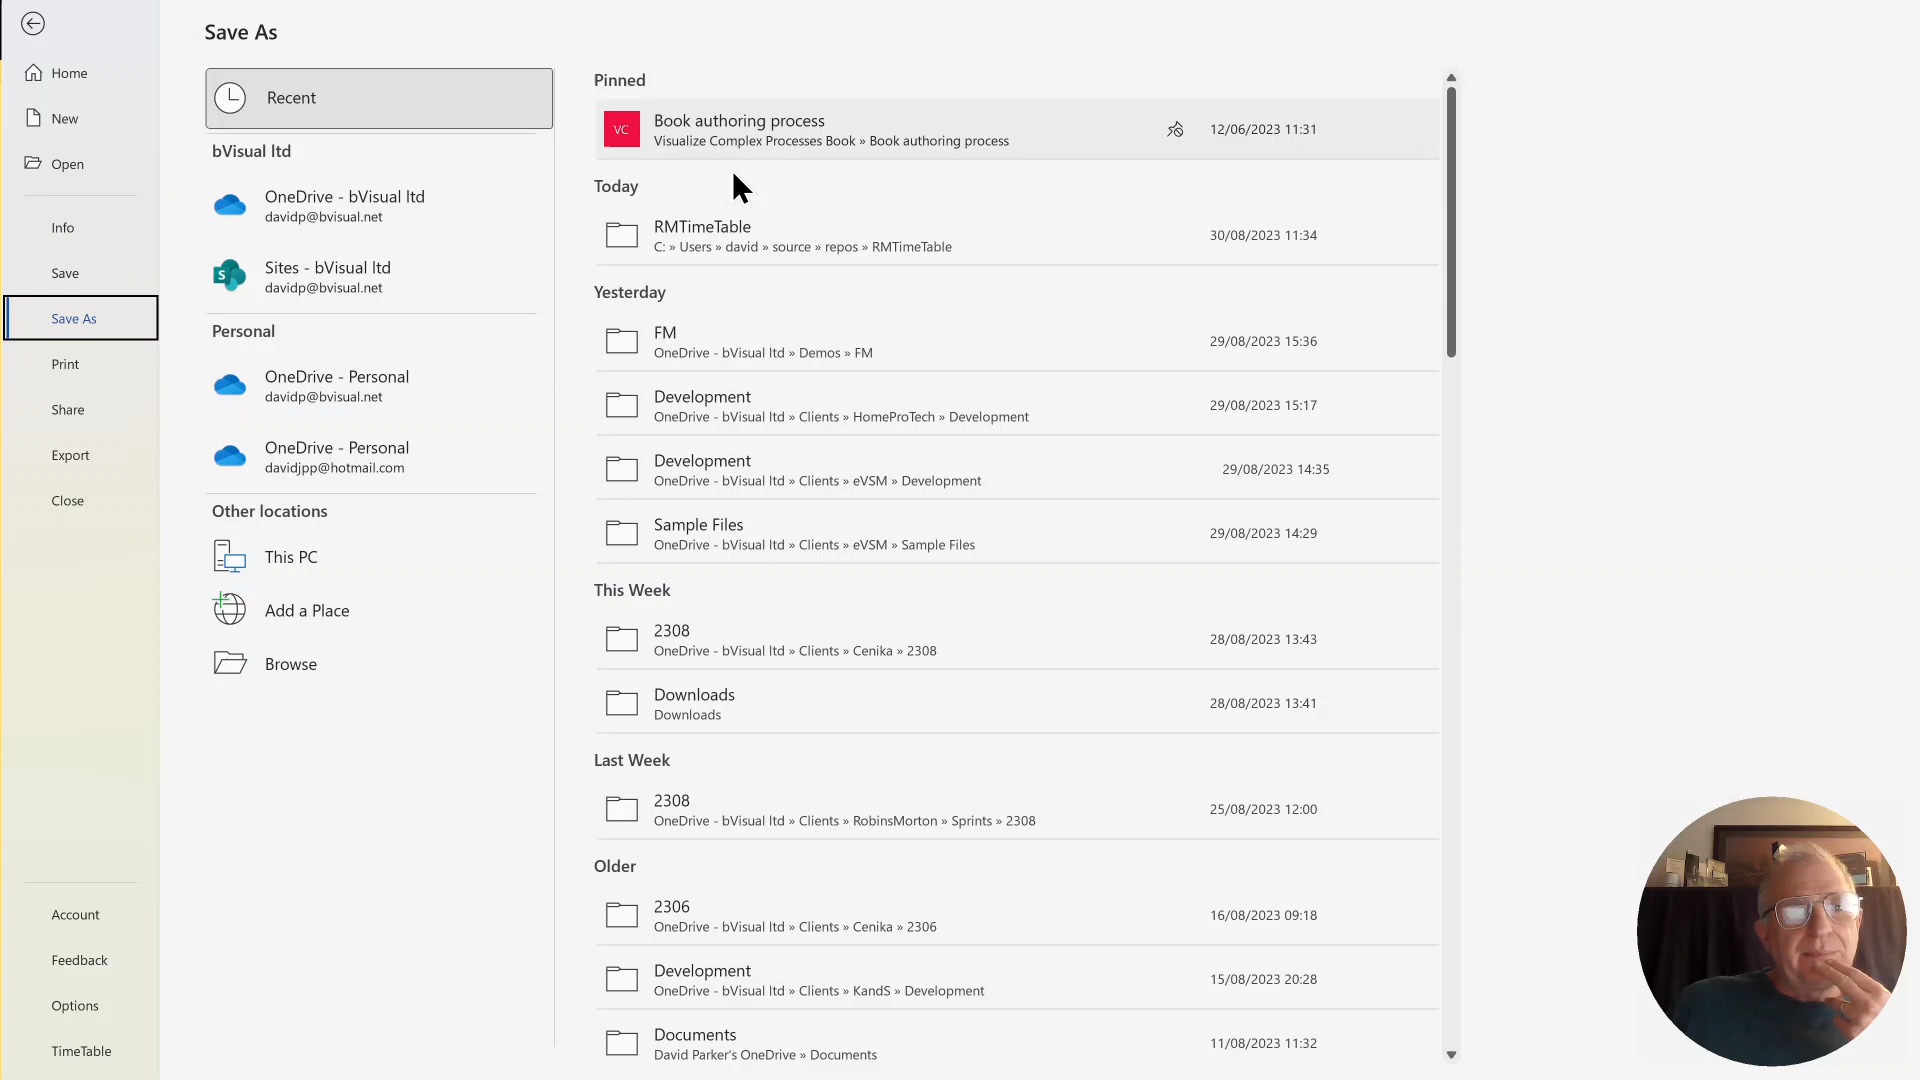 Save As
Home
New
Open
Info
Save
Save As
Print
Share
Export
Close
Account
Feedback
Options
TimeTable
Recent
bVisual ltd
OneDrive - bVisual ltd
davidp@bvisual.net
Sites - bVisual ltd
davidp@bvisual.net
Personal
OneDrive - Personal
davidp@bvisual.net
OneDrive - Personal
davidjpp@hotmail.com
Other locations
This PC
Add a Place
Browse
Pinned
VC
Book authoring process
12/06/2023 11:31
Visualize Complex Processes Book » Book authoring process
Today
RMTimeTable
30/08/2023 11:34
C: » Users » david » source » repos » RMTimeTable
Yesterday
FM
29/08/2023 15:36
OneDrive - bVisual ltd » Demos » FM
Development
29/08/2023 15:17
OneDrive - bVisual ltd » Clients » HomeProTech » Development
Development
29/08/2023 14:35
OneDrive - bVisual ltd » Clients » eVSM » Development
Sample Files
29/08/2023 14:29
OneDrive - bVisual ltd » Clients » eVSM » Sample Files
This Week
2308
28/08/2023 13:43
OneDrive - bVisual ltd » Clients » Cenika » 2308
Downloads
28/08/2023 13:41
Downloads
Last Week
2308
25/08/2023 12:00
OneDrive - bVisual ltd » Clients » RobinsMorton » Sprints » 2308
Older
2306
16/08/2023 09:18
OneDrive - bVisual ltd » Clients » Cenika » 2306
Development
15/08/2023 20:28
OneDrive - bVisual ltd » Clients » KandS » Development
Documents
11/08/2023 11:32
David Parker's OneDrive » Documents